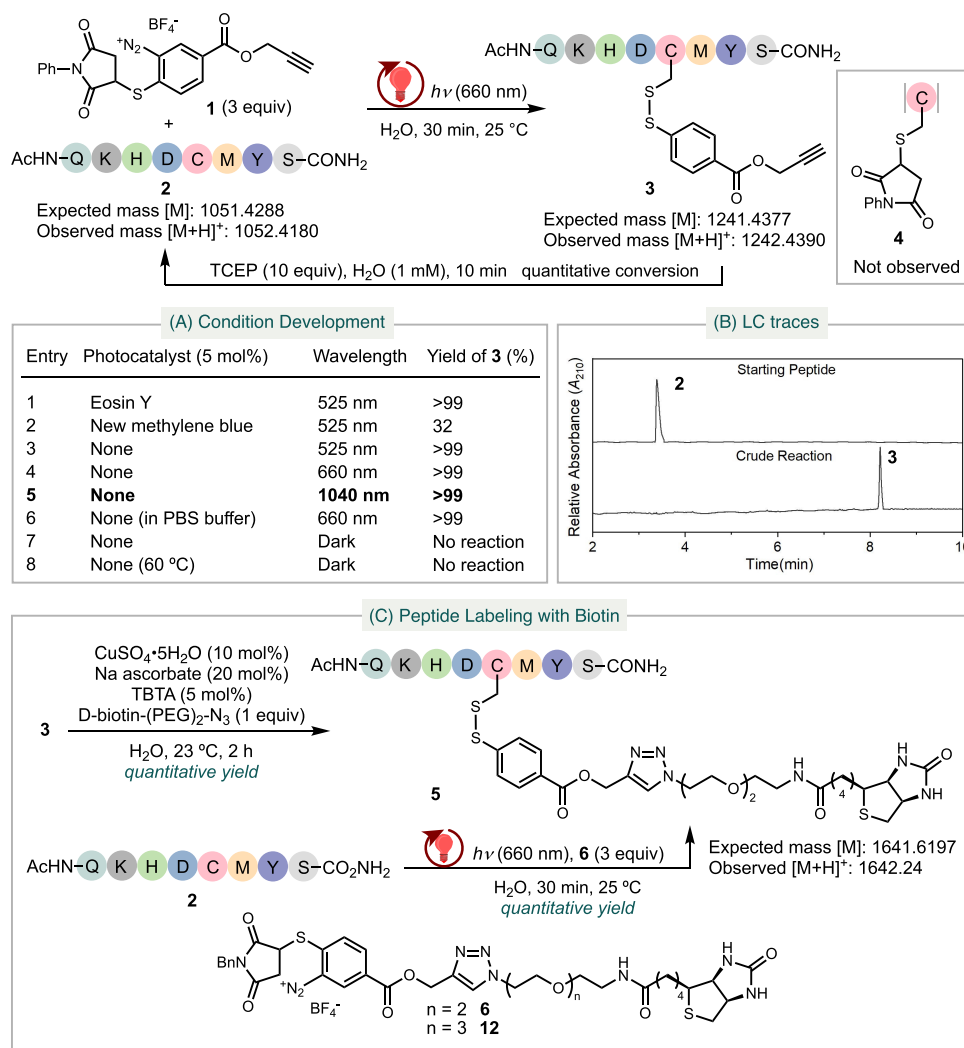 BF₄⁻
⁺N₂
O
O
O
Ph N
S
O
1 (3 equiv)
+
AcHN Q K H D C M Y S CONH₂
2
Expected mass [M]: 1051.4288
Observed mass [M+H]⁺: 1052.4180
hν (660 nm)
H₂O, 30 min, 25 °C
AcHN Q K H D C M Y S CONH₂
S
S
O
O
3
Expected mass [M]: 1241.4377
Observed mass [M+H]⁺: 1242.4390
C
S
O
PhN
O
4
Not observed
TCEP (10 equiv), H₂O (1 mM), 10 min quantitative conversion
(A) Condition Development
Entry Photocatalyst (5 mol%) Wavelength Yield of 3 (%)
1 Eosin Y 525 nm >99
2 New methylene blue 525 nm 32
3 None 525 nm >99
4 None 660 nm >99
5 None 1040 nm >99
6 None (in PBS buffer) 660 nm >99
7 None Dark No reaction
8 None (60 ºC) Dark No reaction
(B) LC traces
Relative Absorbance (A₂₁₀)
Starting Peptide
2
Crude Reaction
3
2 4 6 8 10
Time(min)
(C) Peptide Labeling with Biotin
3
CuSO₄•5H₂O (10 mol%)
Na ascorbate (20 mol%)
TBTA (5 mol%)
D-biotin-(PEG)₂-N₃ (1 equiv)
H₂O, 23 ºC, 2 h
quantitative yield
AcHN Q K H D C M Y S CONH₂
S
S
N=N
N
O
O
O
2
H
N
O
4
S
HN
NH
O
5
Expected mass [M]: 1641.6197
Observed [M+H]⁺: 1642.24
AcHN Q K H D C M Y S CO₂NH₂
2
hν (660 nm), 6 (3 equiv)
H₂O, 30 min, 25 ºC
quantitative yield
O
BnN
O
S
⁺N₂
BF₄⁻
O
O
N=N
N
O
n
H
N
O
4
S
HN
NH
O
n = 2 6
n = 3 12